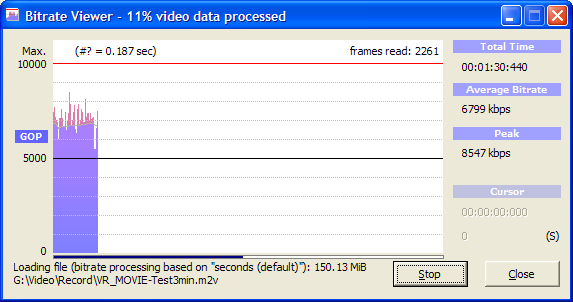 Bitrate Viewer - 11% video data processed
Max. (#? = 0.187 sec) frames read: 2261
10000
GOP
5000
0
Total Time
00:01:30:440
Average Bitrate
6799 kbps
Peak
8547 kbps
Cursor
00:00:00:000
0 (S)
Loading file (bitrate processing based on "seconds (default)"): 150.13 MiB
G:\Video\Record\VR_MOVIE-Test3min.m2v
Stop Close